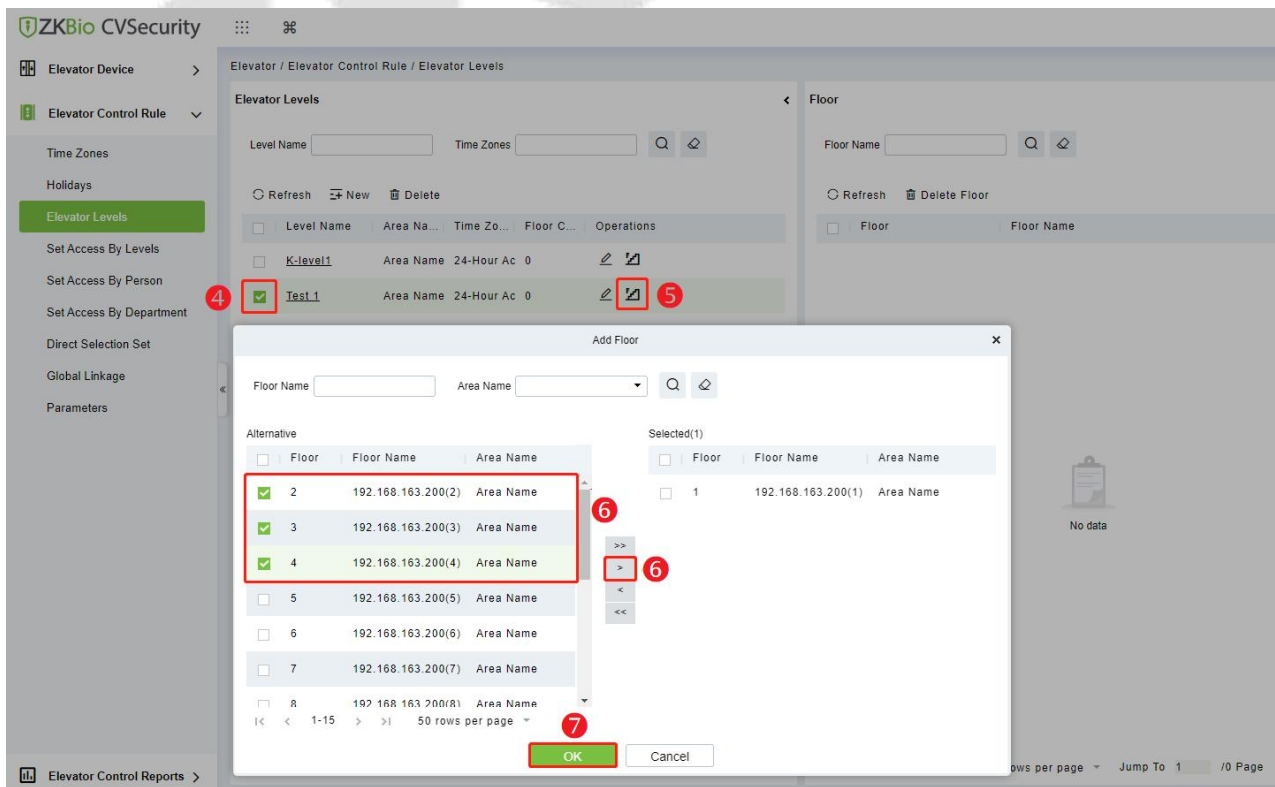 ZKBio CVSecurity
Elevator Device
Elevator Control Rule
Time Zones
Holidays
Elevator Levels
Set Access By Levels
Set Access By Person
Set Access By Department
Direct Selection Set
Global Linkage
Parameters
Elevator Control Reports
Elevator / Elevator Control Rule / Elevator Levels
Elevator Levels
Level Name Time Zones
Refresh New Delete
Level Name Area Na... Time Zo... Floor C... Operations
K-level1 Area Name 24-Hour Ac 0
4 Test 1 Area Name 24-Hour Ac 0 5
Floor
Floor Name
Refresh Delete Floor
Floor Floor Name
No data
ows per page Jump To 1 /0 Page
Add Floor
Floor Name Area Name
Alternative
Floor Floor Name Area Name
2 192.168.163.200(2) Area Name
3 192.168.163.200(3) Area Name
4 192.168.163.200(4) Area Name
5 192.168.163.200(5) Area Name
6 192.168.163.200(6) Area Name
7 192.168.163.200(7) Area Name
8 192.168.163.200(8) Area Name
|< < 1-15 > >| 50 rows per page
6
>>
> 6
<
<<
Selected(1)
Floor Floor Name Area Name
1 192.168.163.200(1) Area Name
7
OK Cancel